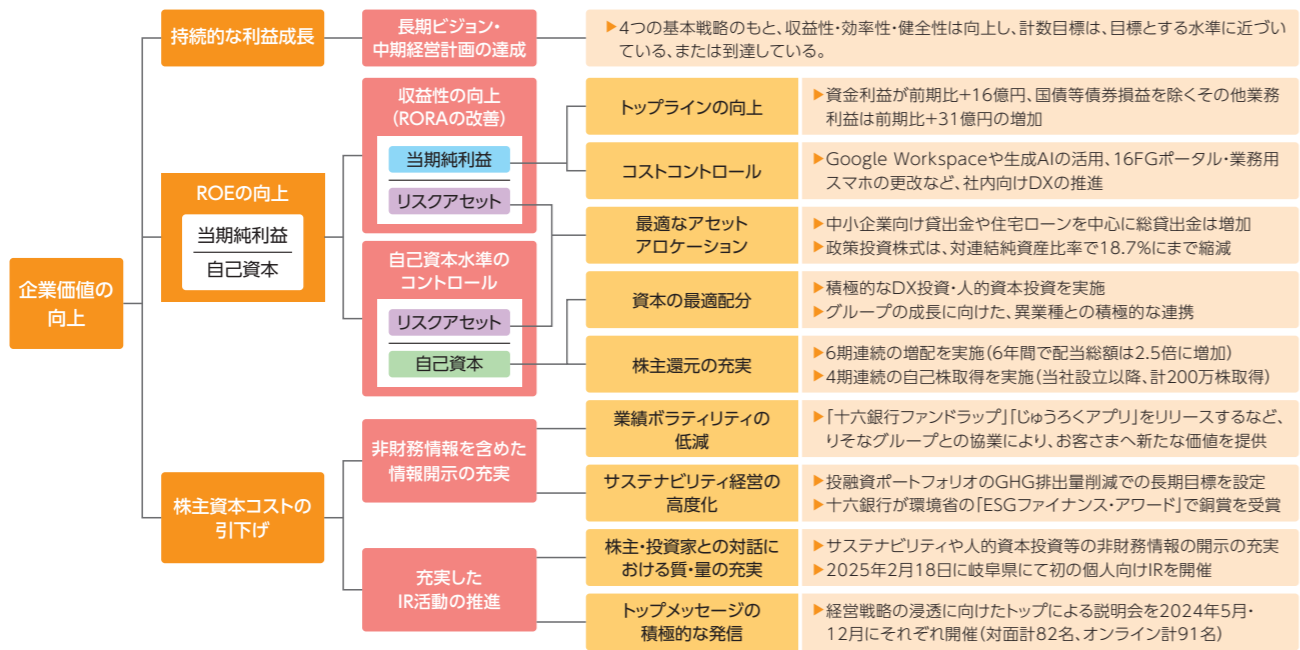 企業価値の
向上
持続的な利益成長
長期ビジョン・
中期経営計画の達成
▶4つの基本戦略のもと、収益性・効率性・健全性は向上し、計数目標は、目標とする水準に近づい
ている、または到達している。
ROEの向上
当期純利益
自己資本
収益性の向上
(RORAの改善)
当期純利益
リスクアセット
自己資本水準の
コントロール
リスクアセット
自己資本
トップラインの向上
▶資金利益が前期比+16億円、国債等債券損益を除くその他業務
利益は前期比+31億円の増加
コストコントロール
▶Google Workspaceや生成AIの活用、16FGポータル・業務用
スマホの更改など、社内向けDXの推進
最適なアセット
アロケーション
▶中小企業向け貸出金や住宅ローンを中心に総貸出金は増加
▶政策投資株式は、対連結純資産比率で18.7%にまで縮減
資本の最適配分
▶積極的なDX投資・人的資本投資を実施
▶グループの成長に向けた、異業種との積極的な連携
株主還元の充実
▶6期連続の増配を実施(6年間で配当総額は2.5倍に増加)
▶4期連続の自己株取得を実施(当社設立以降、計200万株取得)
株主資本コストの
引下げ
非財務情報を含めた
情報開示の充実
業績ボラティリティの
低減
▶「十六銀行ファンドラップ」「じゅうろくアプリ」をリリースするなど、
りそなグループとの協業により、お客さまへ新たな価値を提供
サステナビリティ経営の
高度化
▶投融資ポートフォリオのGHG排出量削減での長期目標を設定
▶十六銀行が環境省の「ESGファイナンス・アワード」で銅賞を受賞
充実した
IR活動の推進
株主・投資家との対話に
おける質・量の充実
▶サステナビリティや人的資本投資等の非財務情報の開示の充実
▶2025年2月18日に岐阜県にて初の個人向けIRを開催
トップメッセージの
積極的な発信
▶経営戦略の浸透に向けたトップによる説明会を2024年5月・
12月にそれぞれ開催(対面計82名、オンライン計91名)